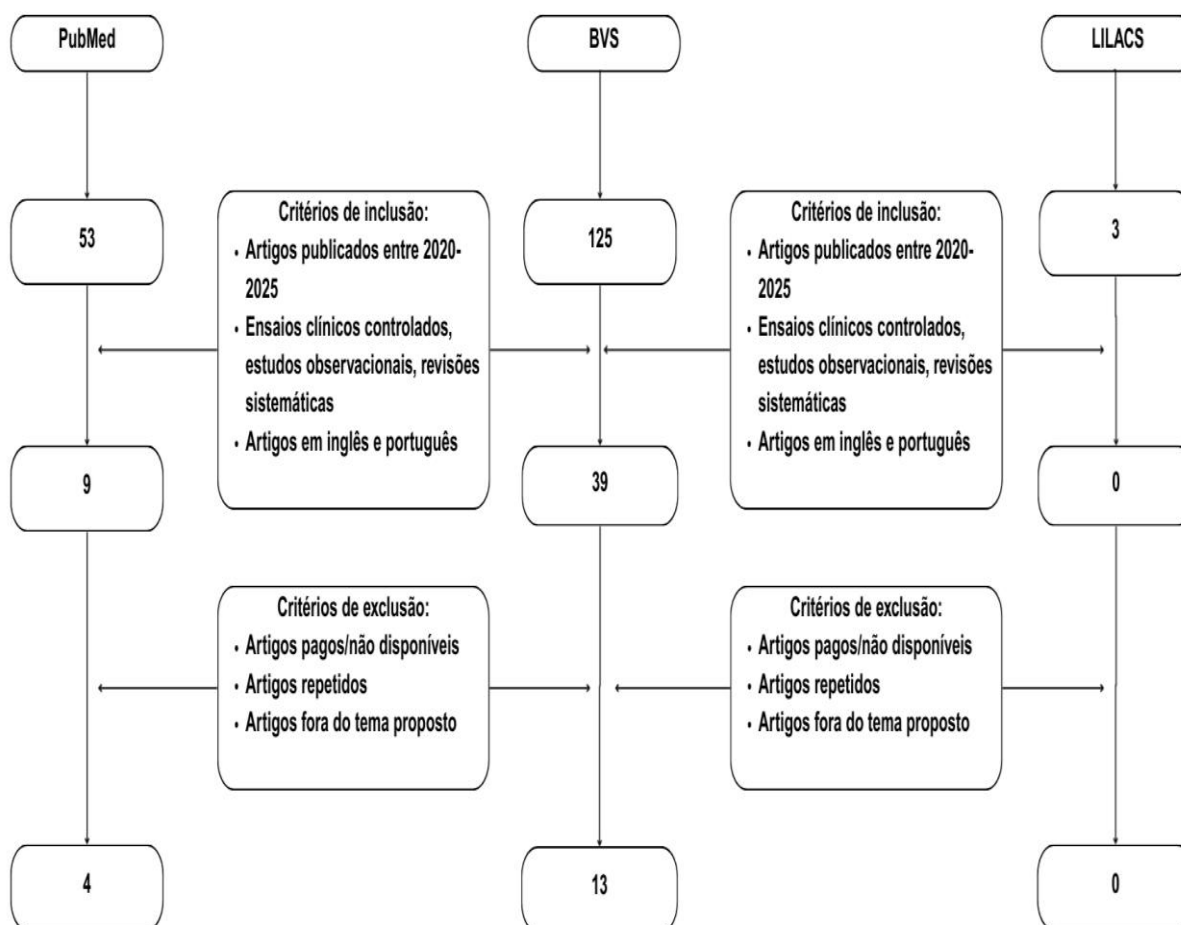 PubMed
BVS
LILACS
53
Critérios de inclusão:
• Artigos publicados entre 2020-
2025
• Ensaios clínicos controlados,
estudos observacionais, revisões
sistemáticas
• Artigos em inglês e português
125
Critérios de inclusão:
• Artigos publicados entre 2020-
2025
• Ensaios clínicos controlados,
estudos observacionais, revisões
sistemáticas
• Artigos em inglês e português
3
9
39
0
Critérios de exclusão:
• Artigos pagos/não disponíveis
• Artigos repetidos
• Artigos fora do tema proposto
Critérios de exclusão:
• Artigos pagos/não disponíveis
• Artigos repetidos
• Artigos fora do tema proposto
4
13
0